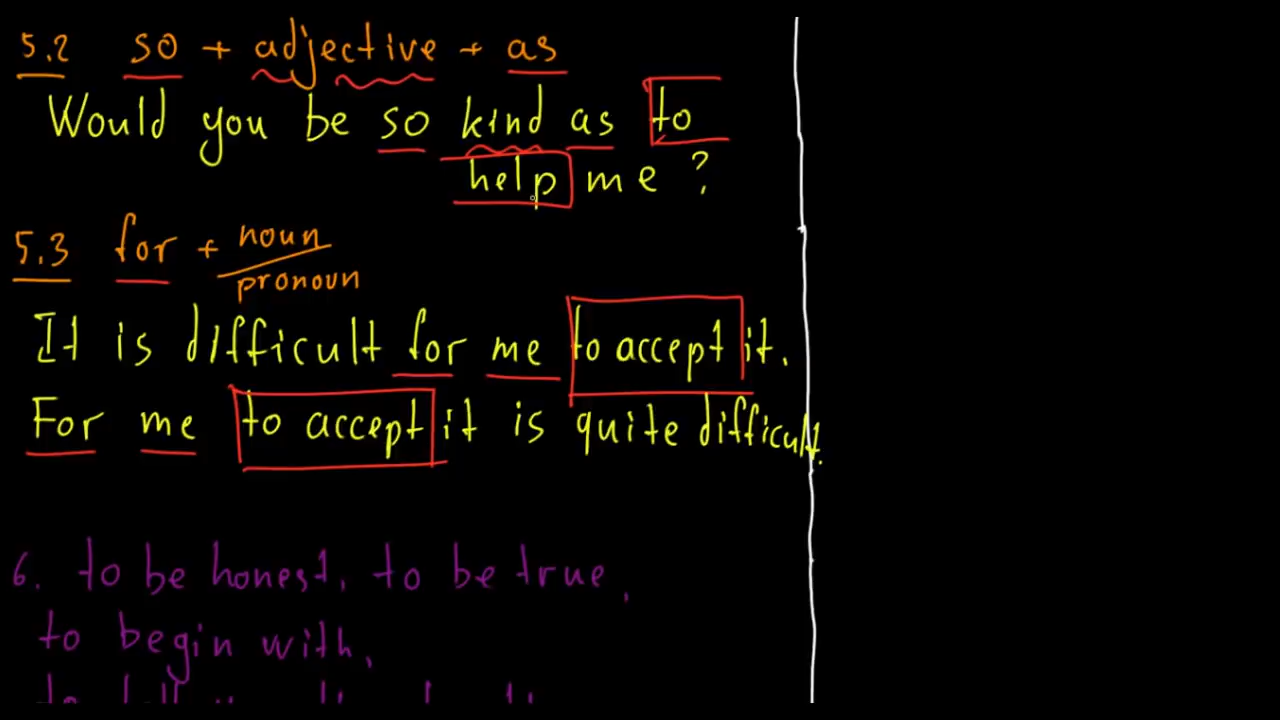 5.2 so + adjective + as
Would you be so kind as to
help me ?
5.3 for + noun
pronoun
It is difficult for me to accept it.
For me to accept it is quite difficult.
6. to be honest, to be true,
to begin with,
to